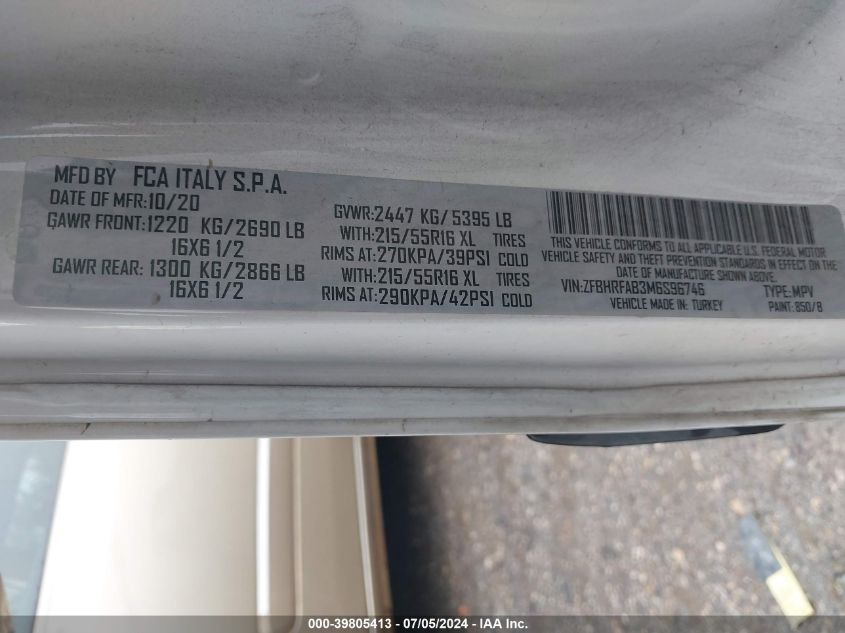 MFD BY FCA ITALY S.P.A.
DATE OF MFR:10/20
GAWR FRONT:1220 KG/2690 LB
16X6 1/2
GAWR REAR: 1300 KG/2866 LB
16X6 1/2
GVWR:2447 KG/5395 LB
WITH:215/55R16 XL TIRES
RIMS AT:270KPA/39PSI COLD
WITH:215/55R16 XL TIRES
RIMS AT:290KPA/42PSI COLD
THIS VEHICLE CONFORMS TO ALL APPLICABLE U.S. FEDERAL MOTOR
VEHICLE SAFETY AND THEFT PREVENTION STANDARDS IN EFFECT ON THE
DATE OF MANUFACTURE SHOWN ABOVE.
VIN:ZFBHRFAB3M6S96746 TYPE:MPV
VEHICLE MADE IN: TURKEY PAINT: 850/B
000-39805413 - 07/05/2024 - IAA Inc.